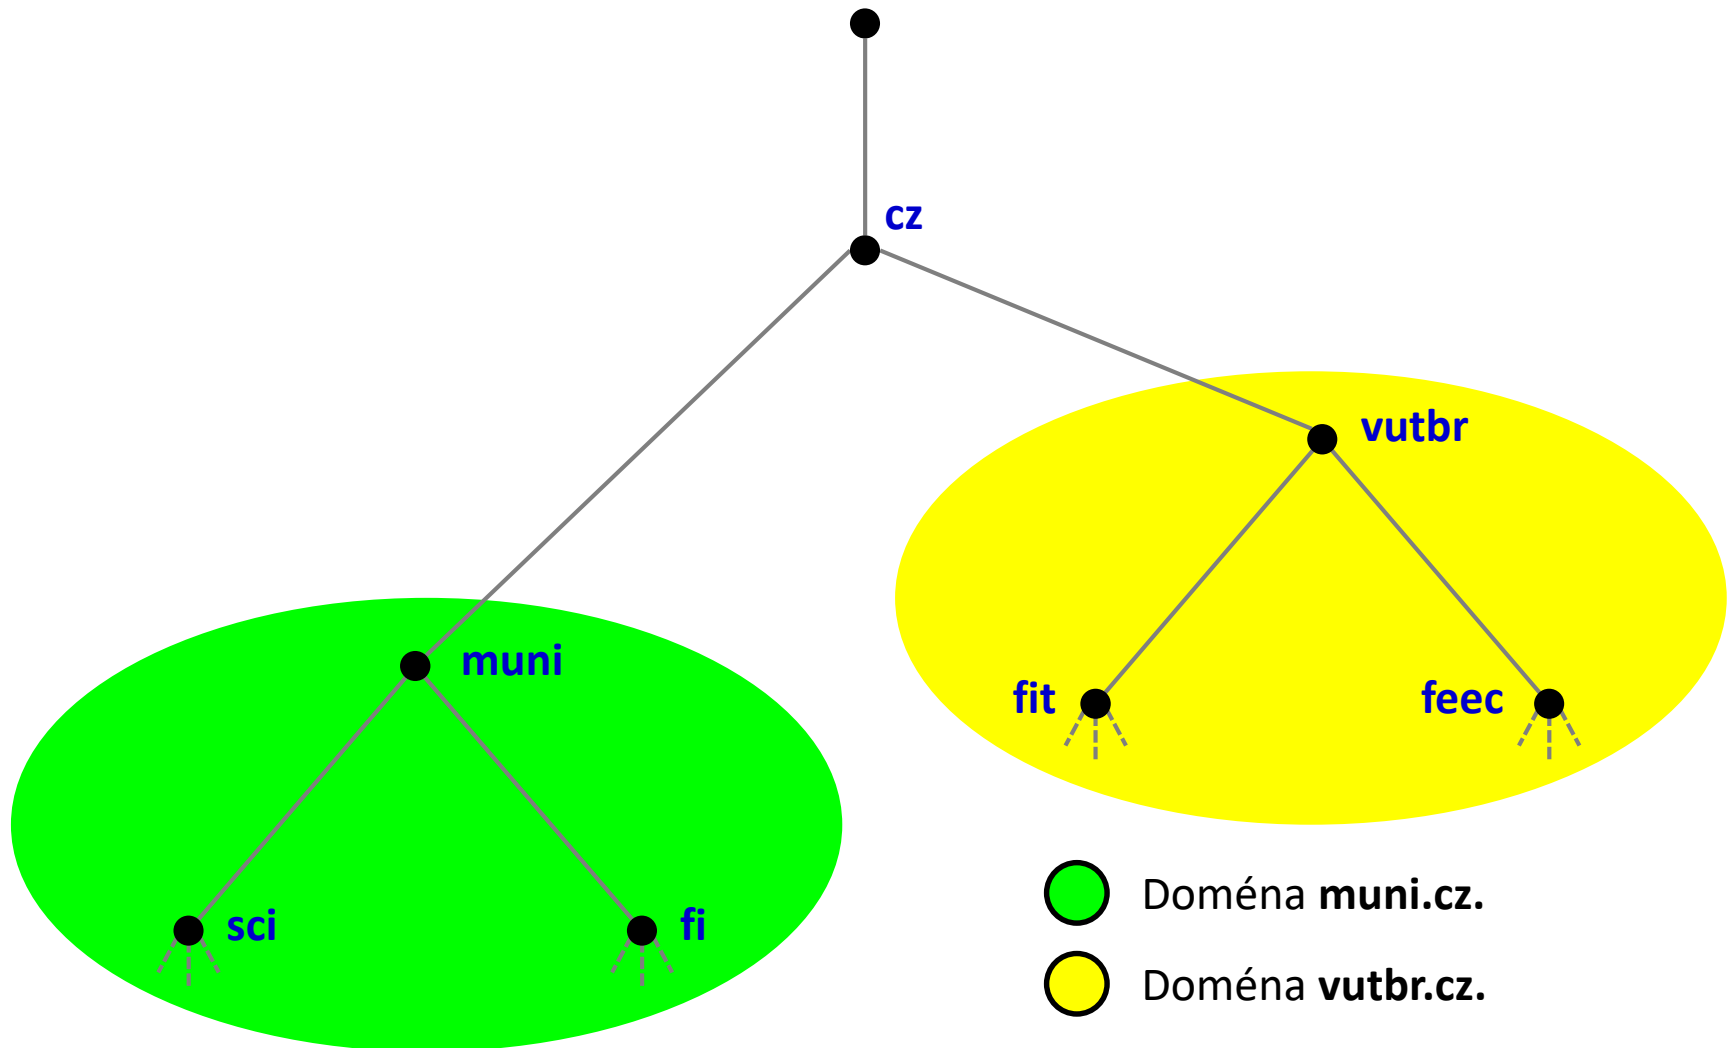 cz
vutbr
muni
fit
feec
sci
fi
Doména muni.cz.
Doména vutbr.cz.